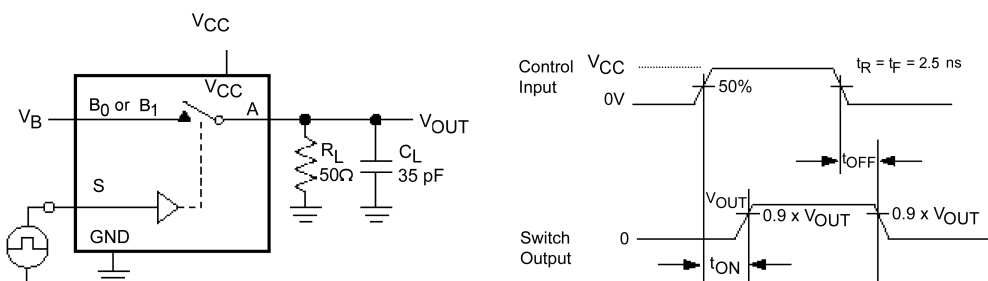 VCC
VCC
B0 or B1
A
VB
VOUT
RL
50Ω
CL
35 pF
S
GND
Control
Input
VCC
0V
50%
tR = tF = 2.5 ns
tOFF
VOUT
0.9 x VOUT
0.9 x VOUT
Switch
Output
0
tON